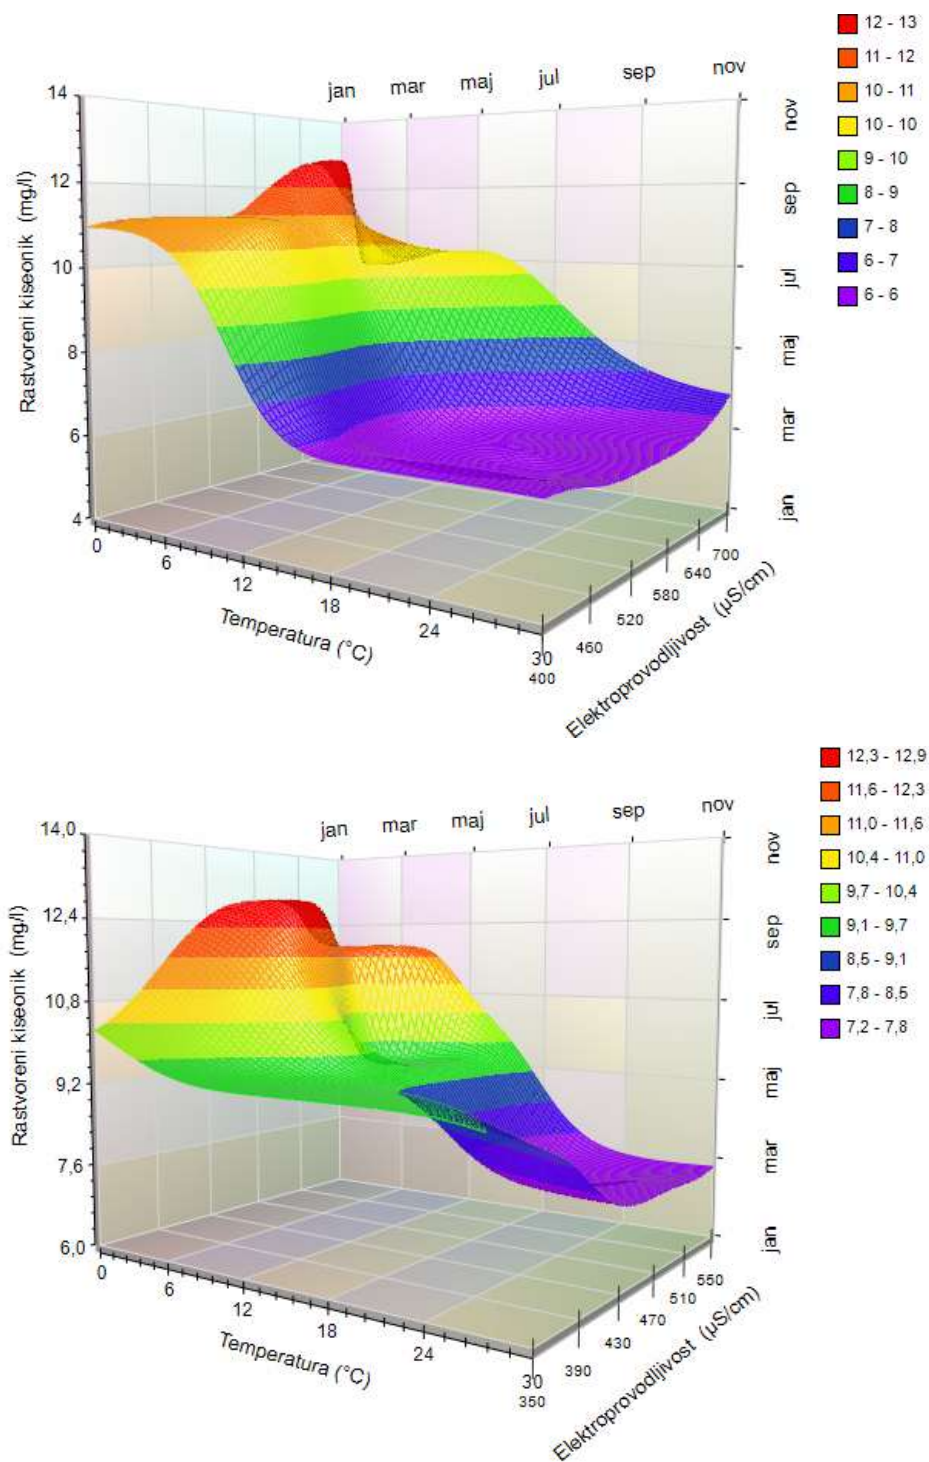 12 - 13
11 - 12
10 - 11
10 - 10
9 - 10
8 - 9
7 - 8
6 - 7
6 - 6
jan mar maj jul sep nov
nov
sep
jul
maj
mar
jan
14
12
10
8
6
4
Rastvoreni kiseonik (mg/l)
0 6 12 18 24 30
Temperatura (°C)
400 460 520 580 640 700
Elektroprovodljivost (µS/cm)
12,3 - 12,9
11,6 - 12,3
11,0 - 11,6
10,4 - 11,0
9,7 - 10,4
9,1 - 9,7
8,5 - 9,1
7,8 - 8,5
7,2 - 7,8
jan mar maj jul sep nov
nov
sep
jul
maj
mar
jan
14,0
12,4
10,8
9,2
7,6
6,0
Rastvoreni kiseonik (mg/l)
0 6 12 18 24 30
Temperatura (°C)
350 390 430 470 510 550
Elektroprovodljivost (µS/cm)